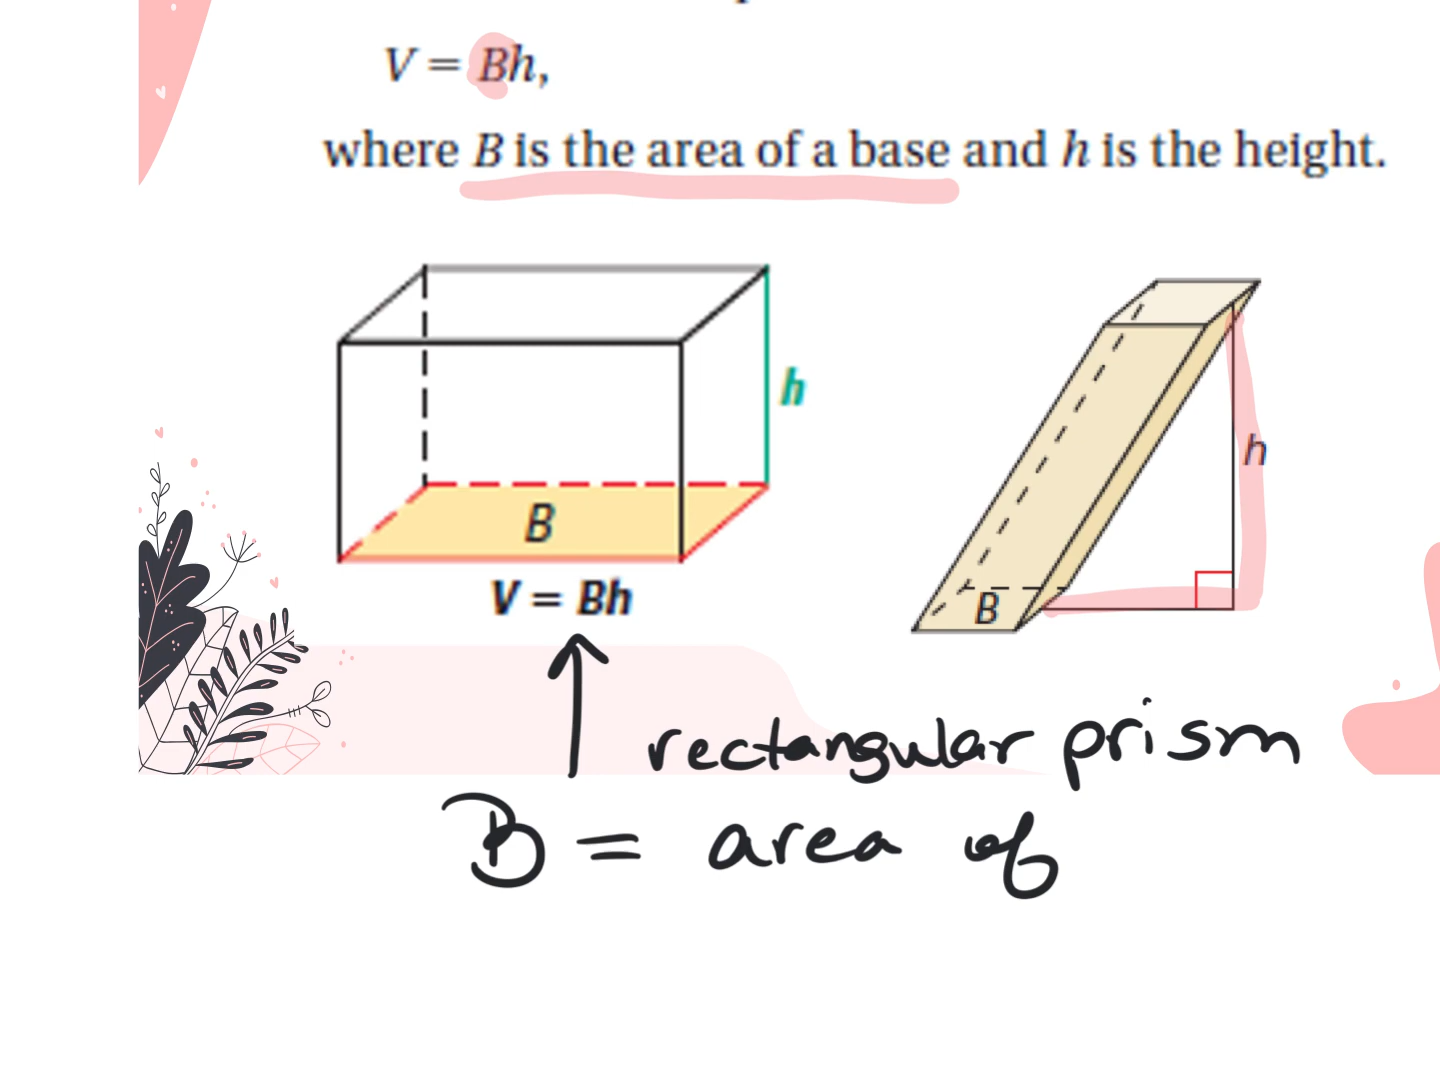 V = Bh,
where B is the area of a base and h is the height.
h
h
B
B
V = Bh
rectangular prism
B = area of